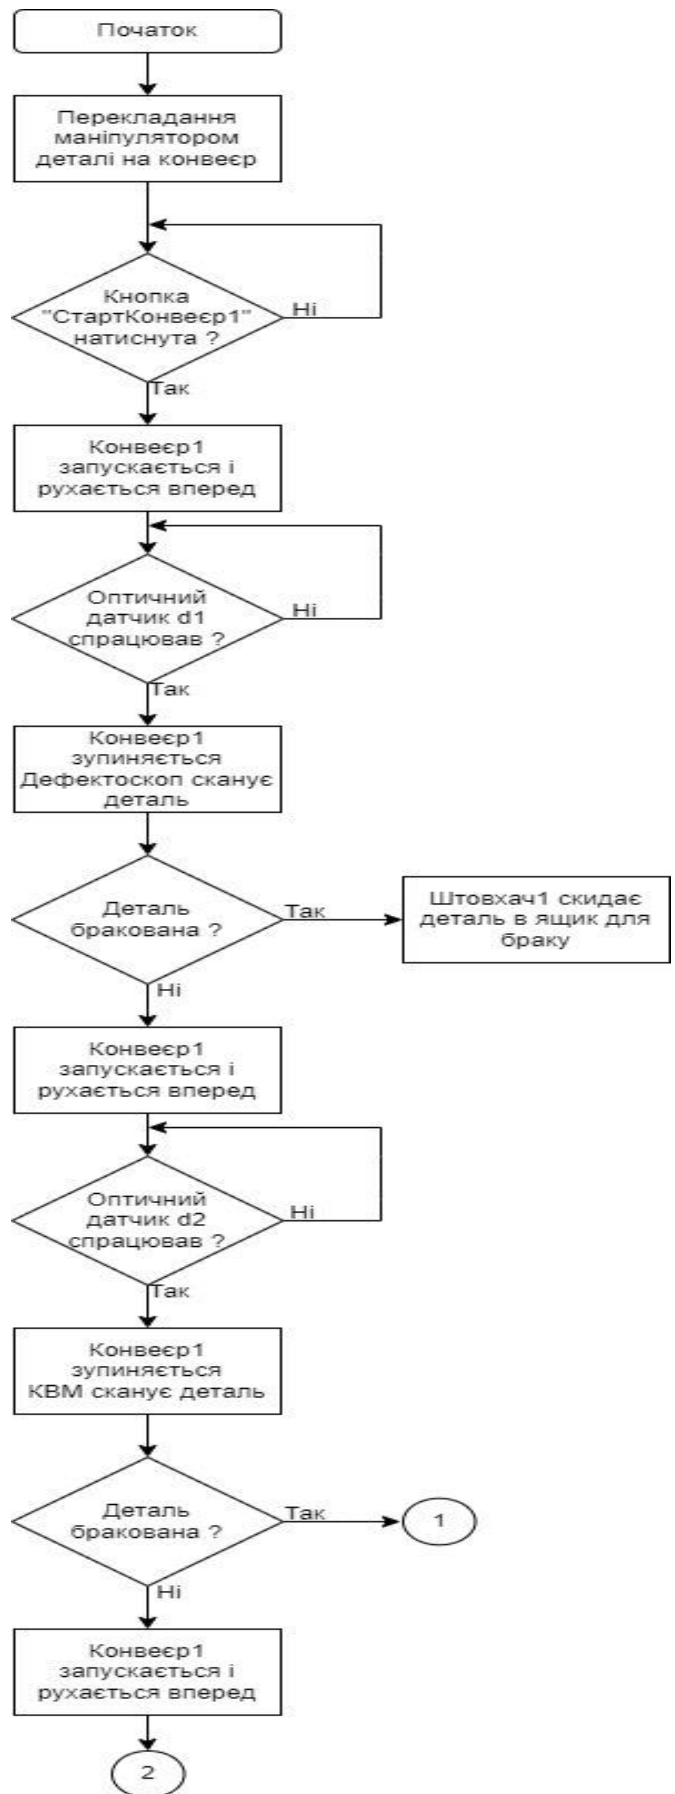 Початок
Перекладання
маніпулятором
деталі на конвеєр
Кнопка
"СтартКонвеєр1"
натиснута ?
Ні
Так
Конвеєр1
запускається і
рухається вперед
Оптичний
датчик d1
спрацював ?
Ні
Так
Конвеєр1
зупиняється
Дефектоскоп сканує
деталь
Деталь
бракована ?
Так
Штовхач1 скидає
деталь в ящик для
браку
Ні
Конвеєр1
запускається і
рухається вперед
Оптичний
датчик d2
спрацював ?
Ні
Так
Конвеєр1
зупиняється
КВМ сканує деталь
Деталь
бракована ?
Так
1
Ні
Конвеєр1
запускається і
рухається вперед
2